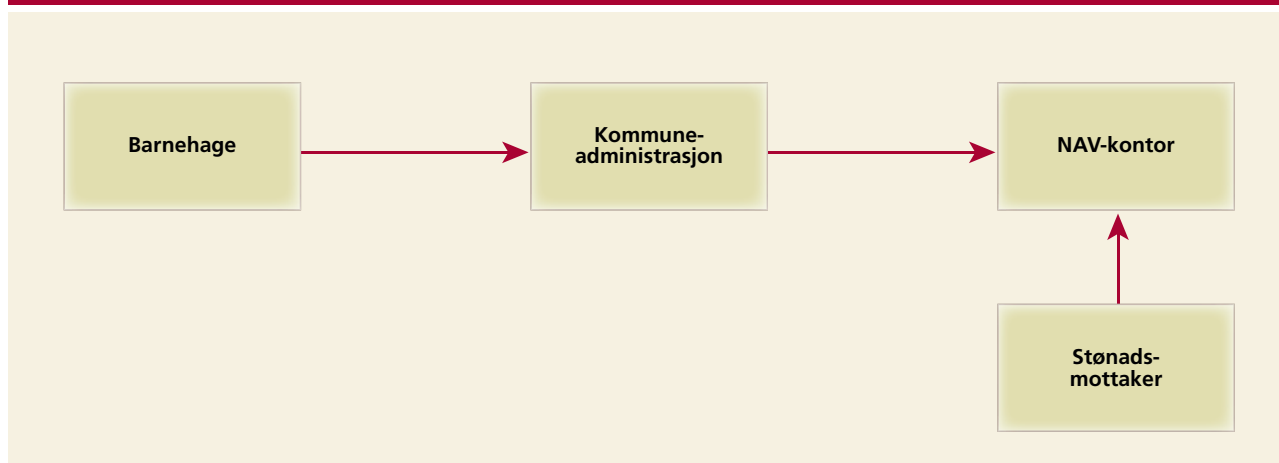 Barnehage
Kommune-
administrasjon
NAV-kontor
Stønads-
mottaker